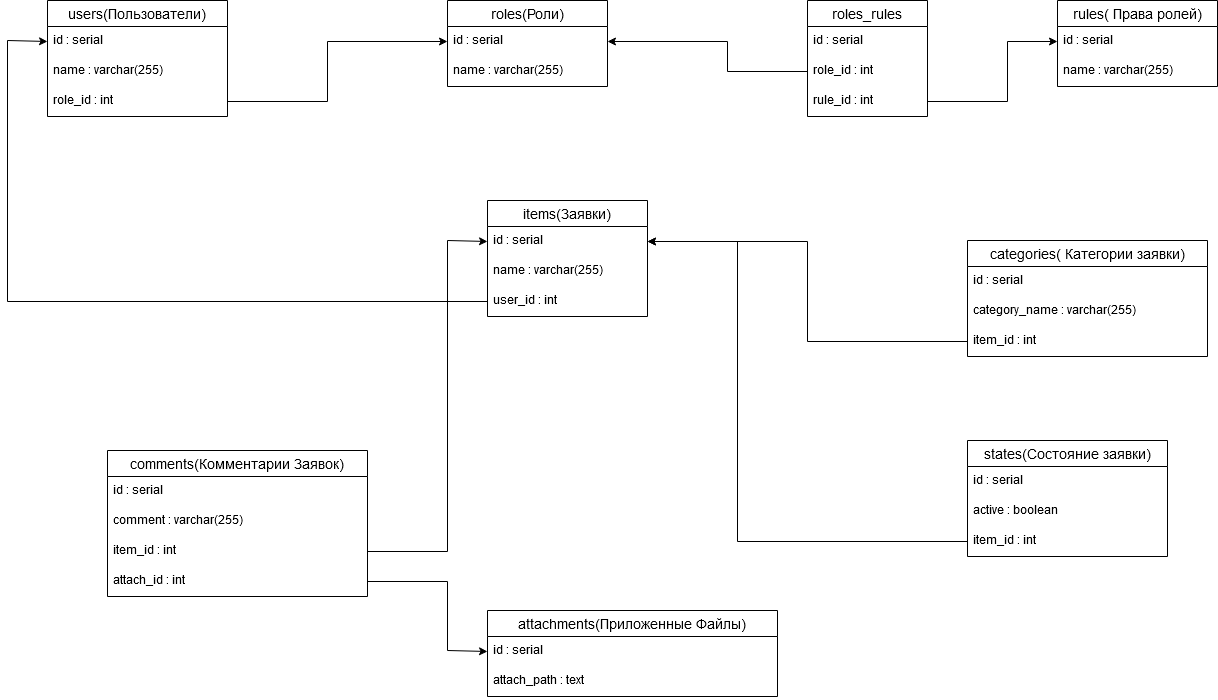 users(Пользователи)
id : serial
name : varchar(255)
role_id : int
roles(Роли)
id : serial
name : varchar(255)
roles_rules
id : serial
role_id : int
rule_id : int
rules( Права ролей)
id : serial
name : varchar(255)
items(Заявки)
id : serial
name : varchar(255)
user_id : int
categories( Категории заявки)
id : serial
category_name : varchar(255)
item_id : int
comments(Комментарии Заявок)
id : serial
comment : varchar(255)
item_id : int
attach_id : int
states(Состояние заявки)
id : serial
active : boolean
item_id : int
attachments(Приложенные Файлы)
id : serial
attach_path : text